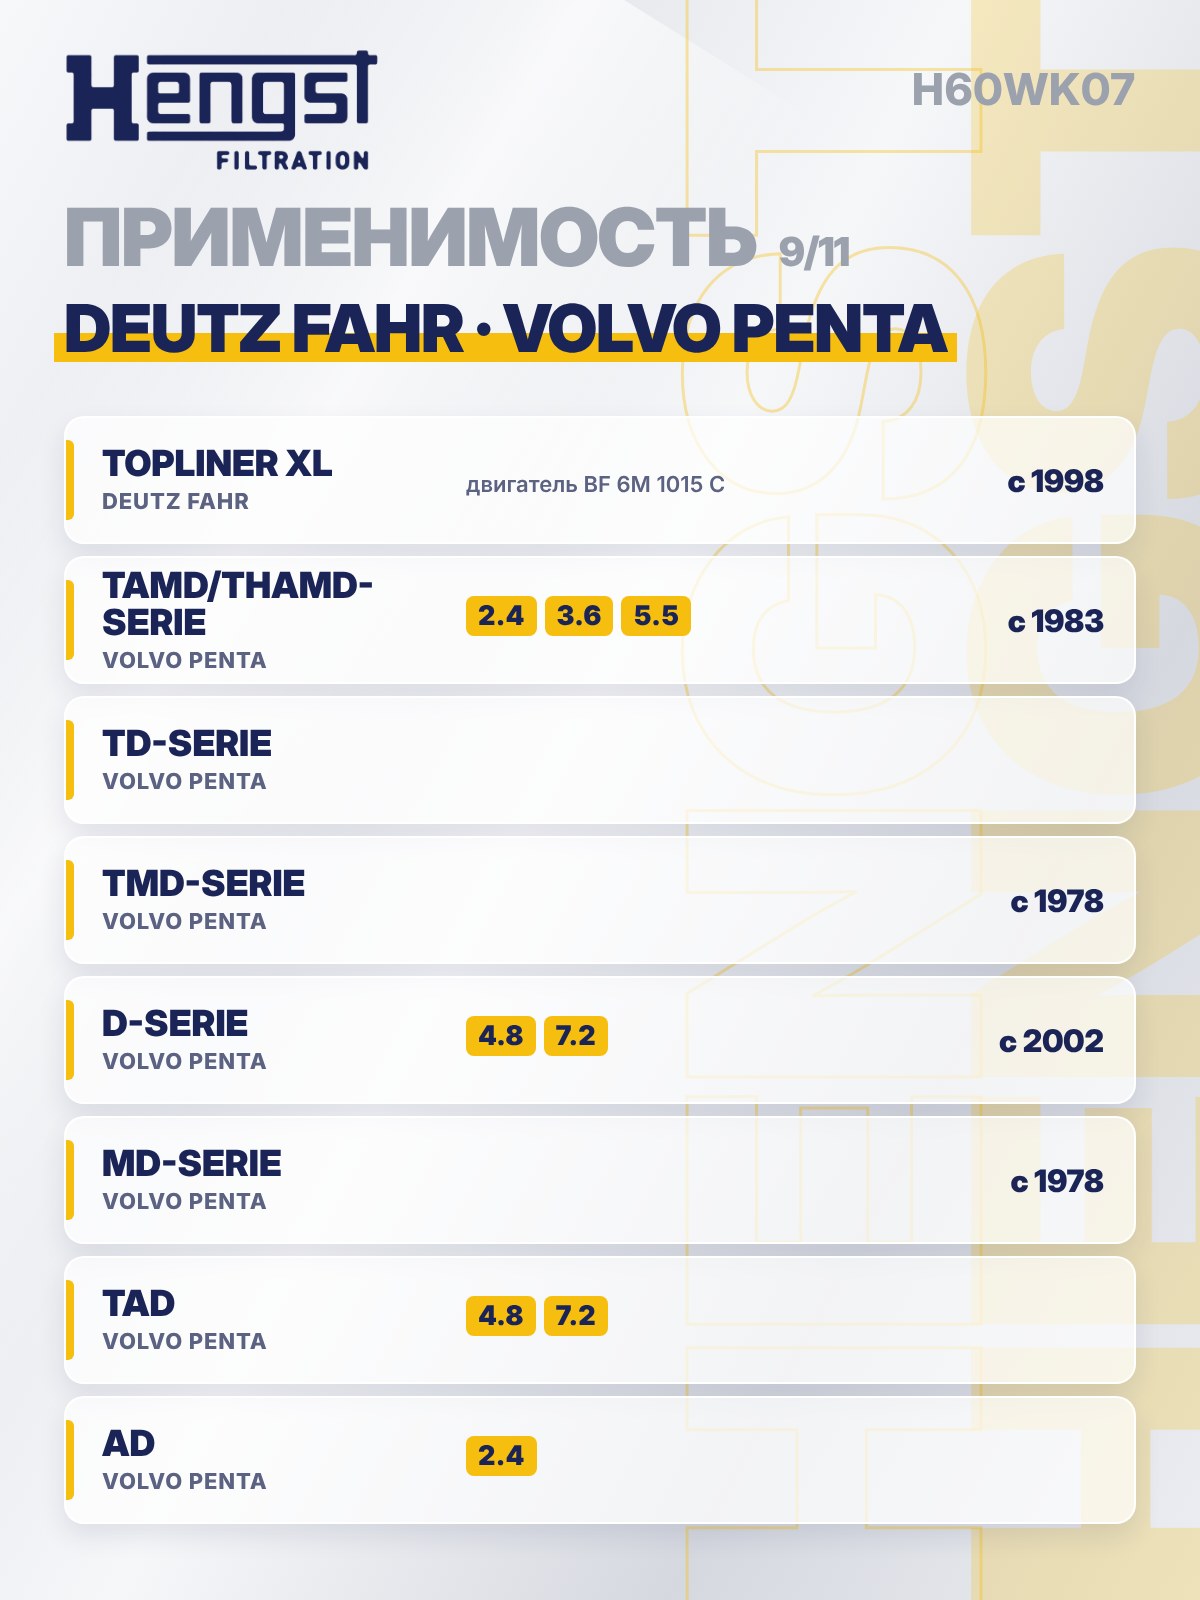 Hengst
FILTRATION
H60WK07
ПРИМЕНИМОСТЬ 9/11
DEUTZ FAHR · VOLVO PENTA
TOPLINER XL
DEUTZ FAHR
двигатель BF 6M 1015 C
с 1998
TAMD/THAMD-
SERIE
VOLVO PENTA
2.4 3.6 5.5
с 1983
TD-SERIE
VOLVO PENTA
TMD-SERIE
VOLVO PENTA
с 1978
D-SERIE
VOLVO PENTA
4.8 7.2
с 2002
MD-SERIE
VOLVO PENTA
с 1978
TAD
VOLVO PENTA
4.8 7.2
AD
VOLVO PENTA
2.4
HENGST
HENGST